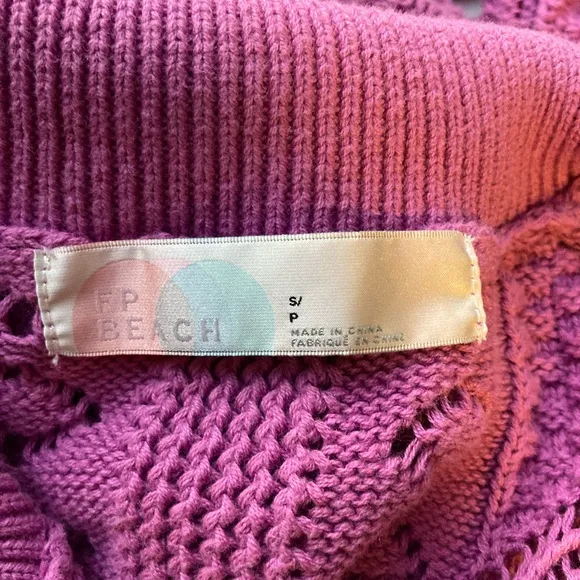 FP
BEACH
S/
P
MADE IN CHINA
FABRIQUÉ EN CHINE